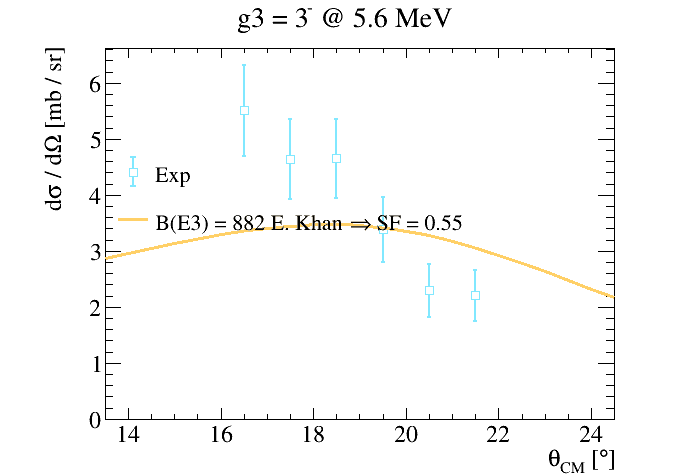 g3 = 3⁻ @ 5.6 MeV
dσ / dΩ [mb / sr]
6
5
4
3
2
1
0
Exp
B(E3) = 882 E. Khan ⇒ SF = 0.55
14 16 18 20 22 24
θ_CM [°]